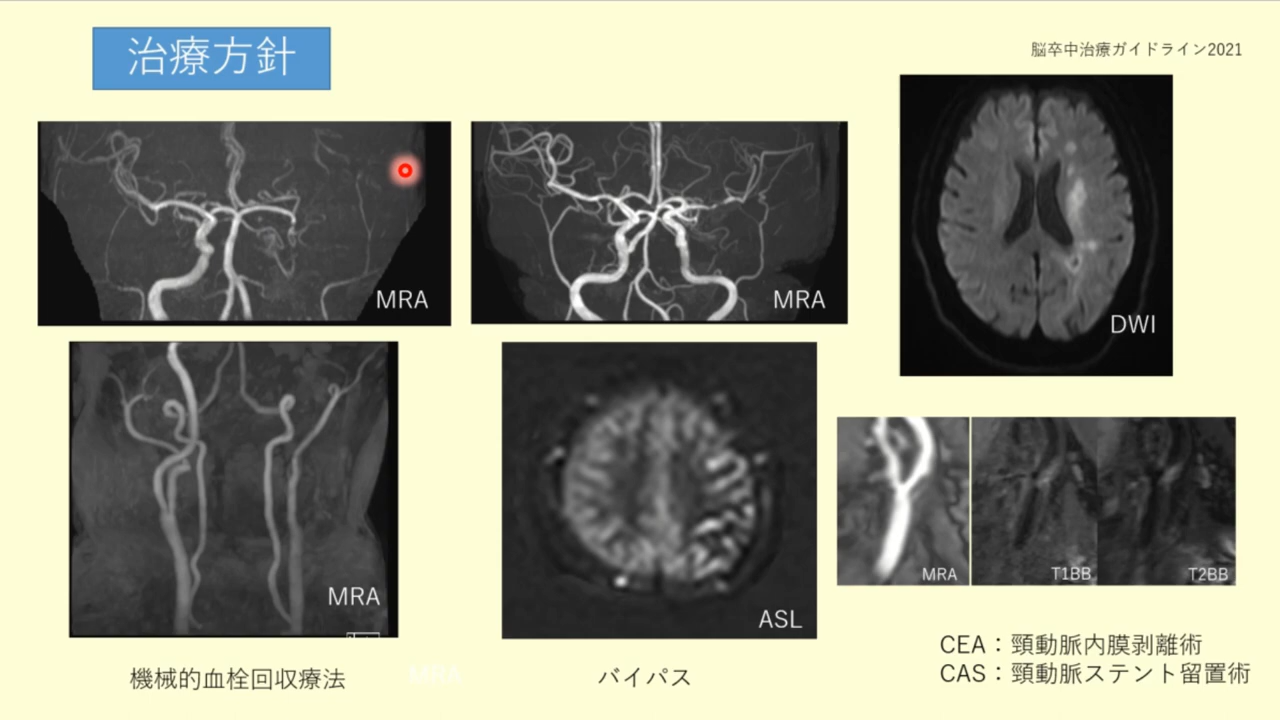 治療方針
脳卒中治療ガイドライン2021
MRA
MRA
DWI
MRA
ASL
MRA
T1BB
T2BB
機械的血栓回収療法
MRA
バイパス
CEA：頸動脈内膜剥離術
CAS：頸動脈ステント留置術